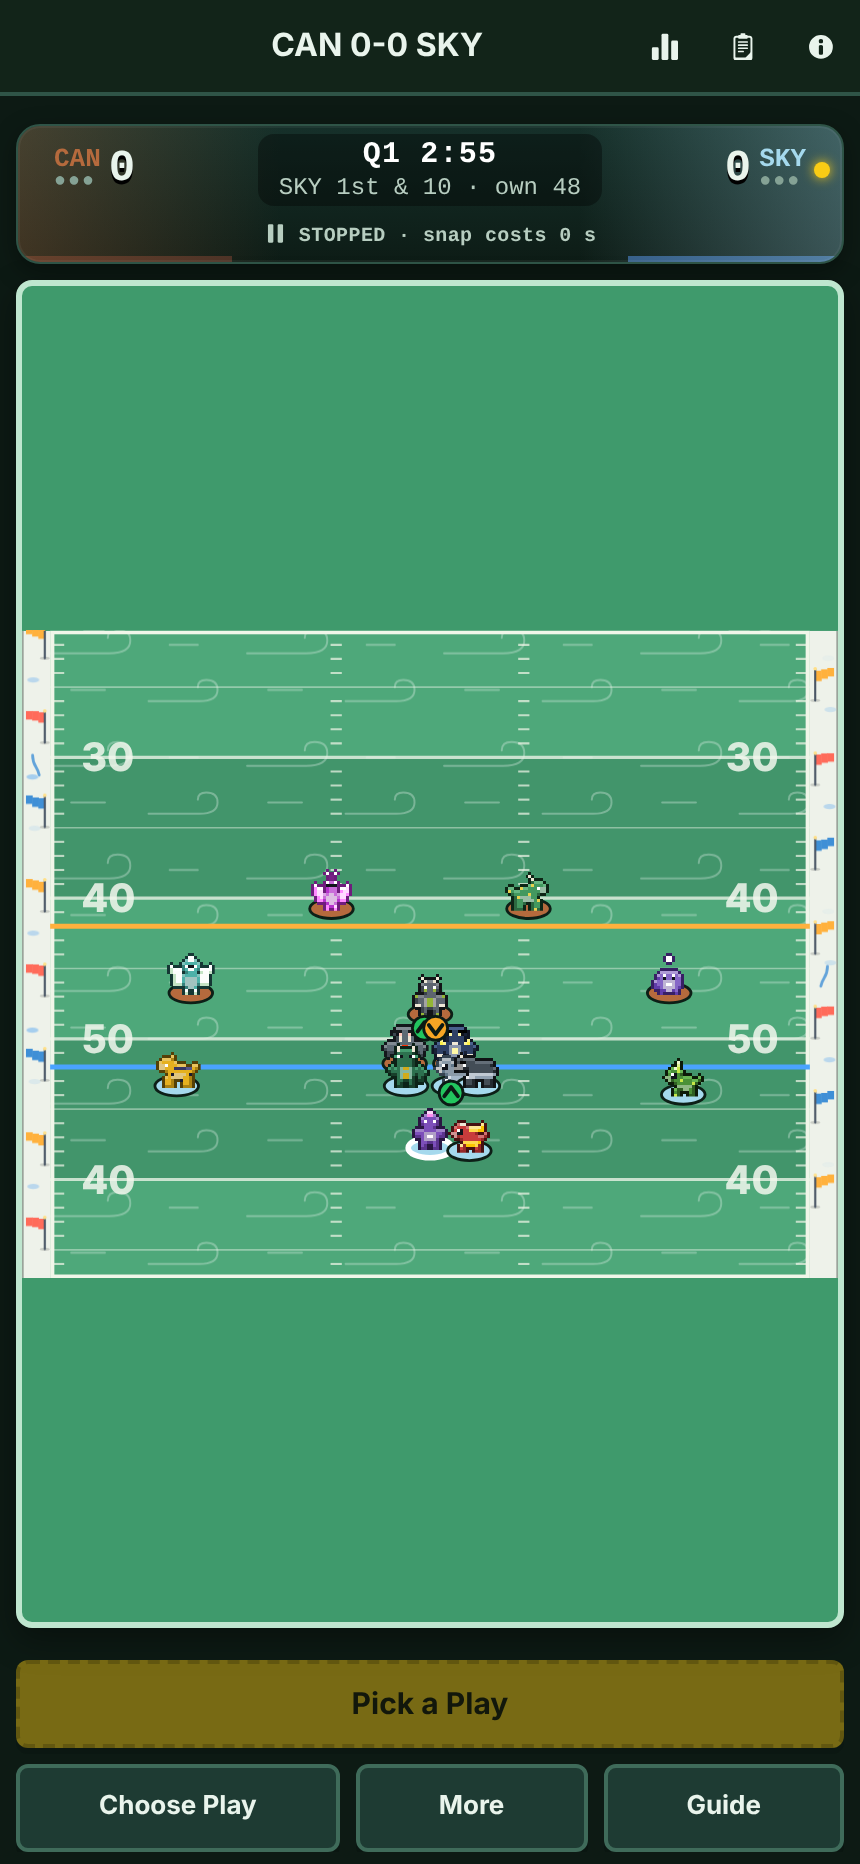 CAN 0-0 SKY
CAN 0
Q1 2:55
0 SKY
SKY 1st & 10 · own 48
STOPPED · snap costs 0 s
30 30
40 40
50 50
40 40
Pick a Play
Choose Play
More
Guide